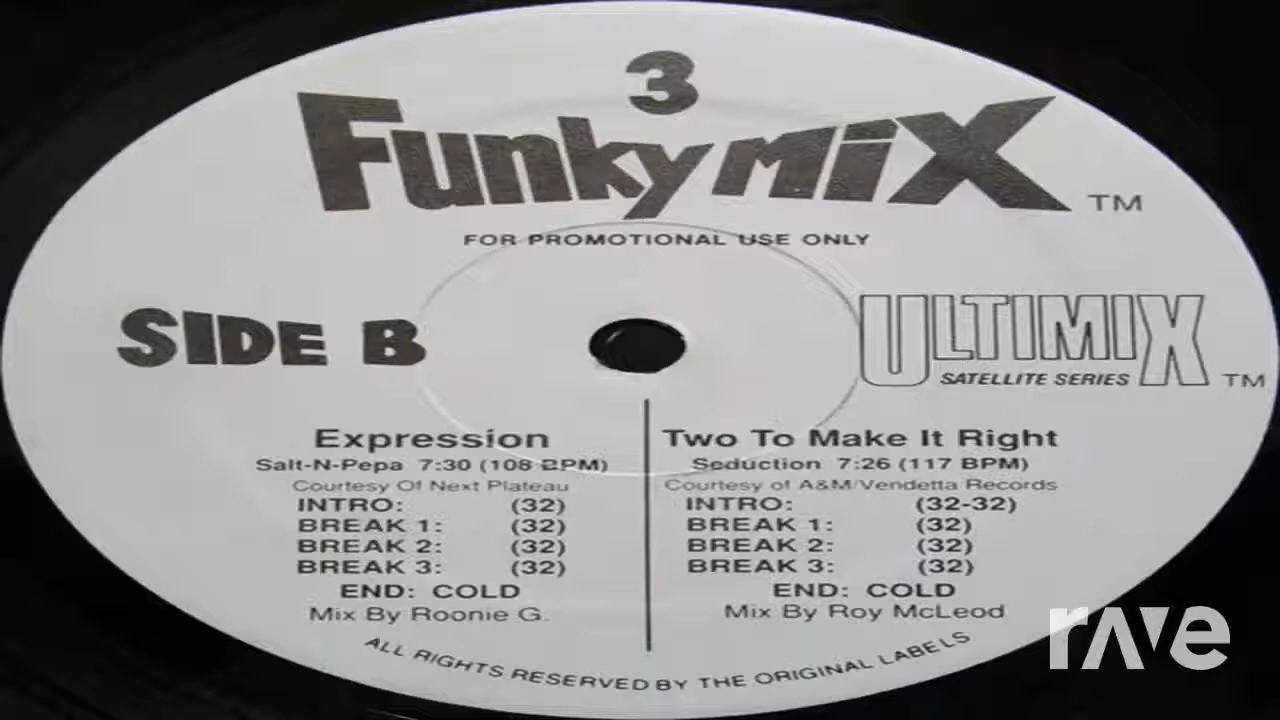 3
Funkymix TM
FOR PROMOTIONAL USE ONLY
SIDE B
ULTIMIX
SATELLITE SERIES TM
Expression
Salt-N-Pepa 7:30 (108 BPM)
Courtesy Of Next Plateau
INTRO: (32)
BREAK 1: (32)
BREAK 2: (32)
BREAK 3: (32)
END: COLD
Mix By Roonie G.
Two To Make It Right
Seduction 7:26 (117 BPM)
Courtesy of A&M/Vendetta Records
INTRO: (32-32)
BREAK 1: (32)
BREAK 2: (32)
BREAK 3: (32)
END: COLD
Mix By Roy McLeod
ALL RIGHTS RESERVED BY THE ORIGINAL LABELS
rave